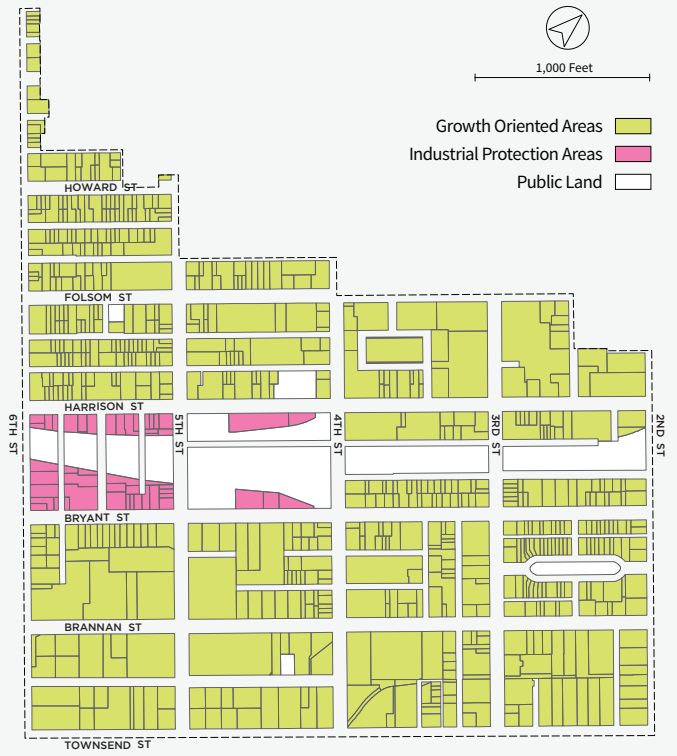 1,000 Feet
Growth Oriented Areas
Industrial Protection Areas
Public Land
HOWARD ST
FOLSOM ST
HARRISON ST
6TH ST
5TH ST
4TH ST
3RD ST
2ND ST
BRYANT ST
BRANNAN ST
TOWNSEND ST